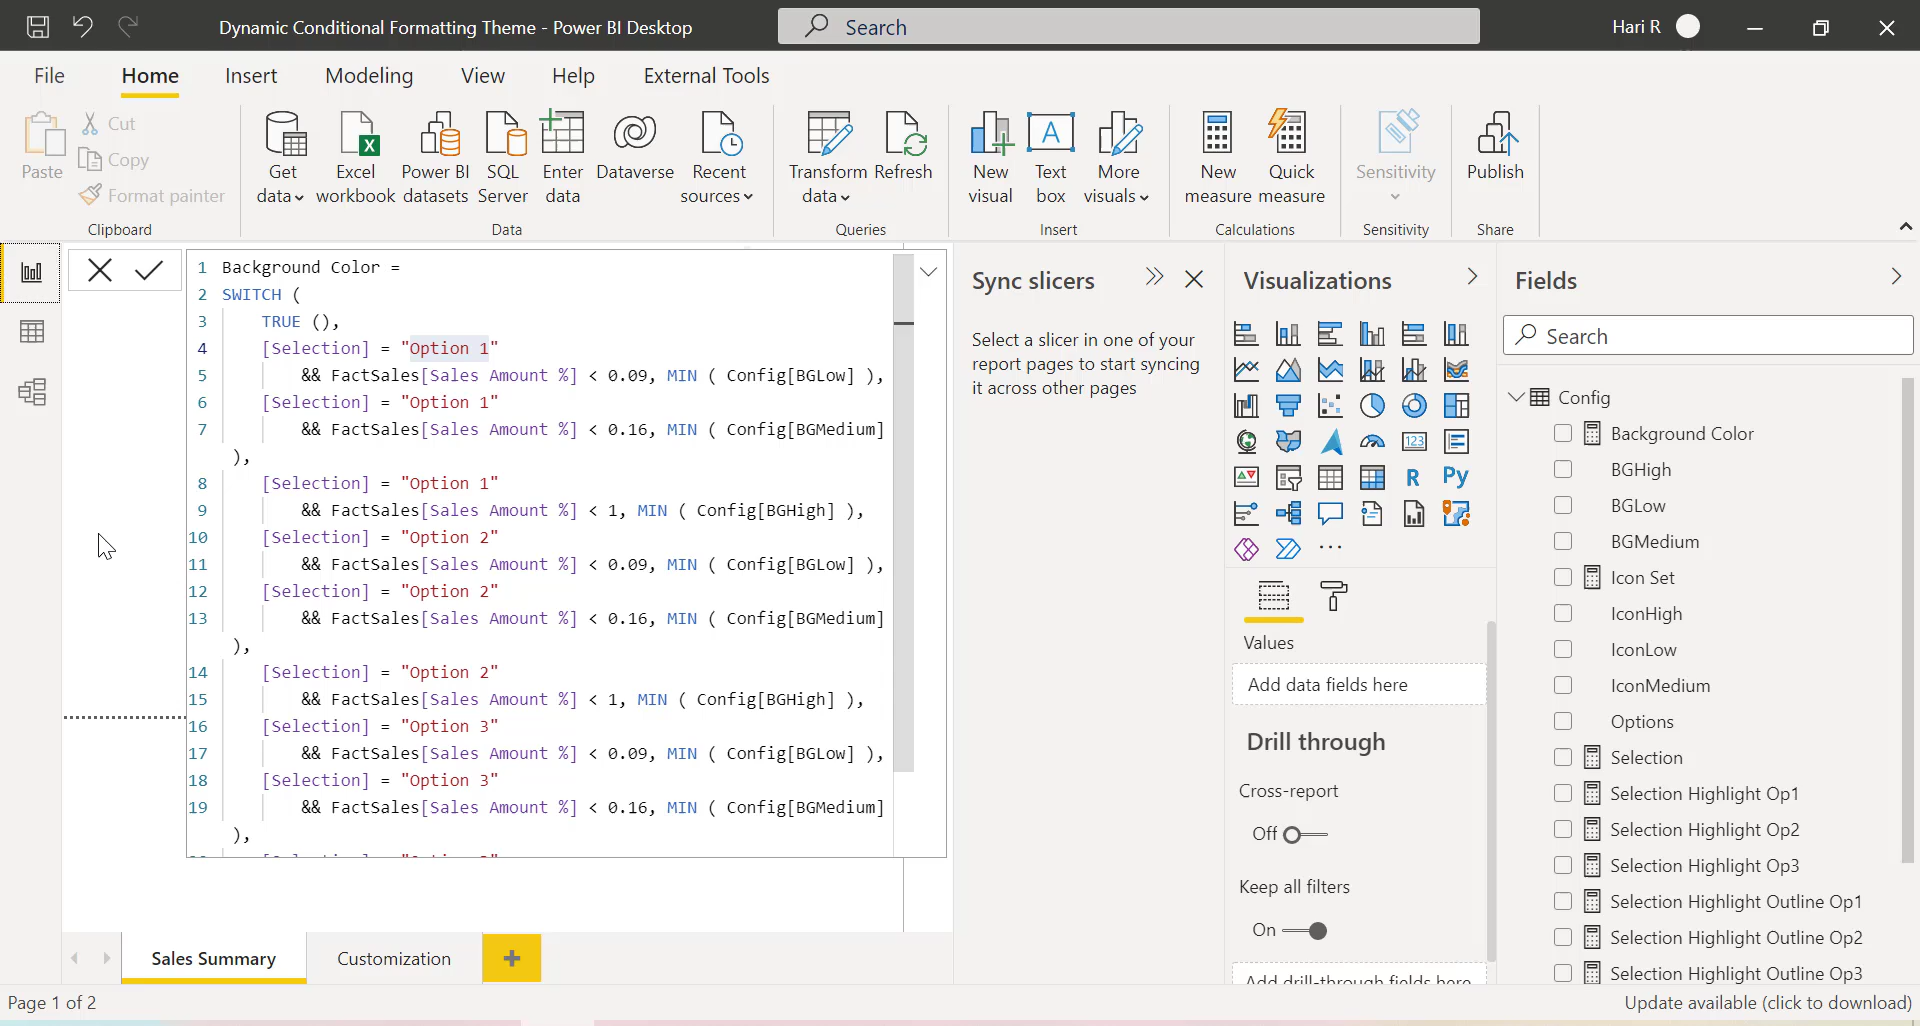 Dynamic Conditional Formatting Theme - Power BI Desktop
Search
Hari R
File
Home
Insert
Modeling
View
Help
External Tools
Paste
Cut
Copy
Format painter
Clipboard
Get data
Excel workbook
Power BI datasets
SQL Server
Enter data
Dataverse
Recent sources
Data
Transform data
Refresh
Queries
New visual
Text box
More visuals
Insert
New measure
Quick measure
Calculations
Sensitivity
Sensitivity
Publish
Share
1 Background Color =
2 SWITCH (
3 TRUE (),
4 [Selection] = "Option 1"
5 && FactSales[Sales Amount %] < 0.09, MIN ( Config[BGLow] ),
6 [Selection] = "Option 1"
7 && FactSales[Sales Amount %] < 0.16, MIN ( Config[BGMedium]
),
8 [Selection] = "Option 1"
9 && FactSales[Sales Amount %] < 1, MIN ( Config[BGHigh] ),
10 [Selection] = "Option 2"
11 && FactSales[Sales Amount %] < 0.09, MIN ( Config[BGLow] ),
12 [Selection] = "Option 2"
13 && FactSales[Sales Amount %] < 0.16, MIN ( Config[BGMedium]
),
14 [Selection] = "Option 2"
15 && FactSales[Sales Amount %] < 1, MIN ( Config[BGHigh] ),
16 [Selection] = "Option 3"
17 && FactSales[Sales Amount %] < 0.09, MIN ( Config[BGLow] ),
18 [Selection] = "Option 3"
19 && FactSales[Sales Amount %] < 0.16, MIN ( Config[BGMedium]
),
Sync slicers
Select a slicer in one of your
report pages to start syncing
it across other pages
Visualizations
123
R
Py
...
Values
Add data fields here
Drill through
Cross-report
Off
Keep all filters
On
Add drill-through fields here
Fields
Search
Config
Background Color
BGHigh
BGLow
BGMedium
Icon Set
IconHigh
IconLow
IconMedium
Options
Selection
Selection Highlight Op1
Selection Highlight Op2
Selection Highlight Op3
Selection Highlight Outline Op1
Selection Highlight Outline Op2
Selection Highlight Outline Op3
Sales Summary
Customization
Page 1 of 2
Update available (click to download)